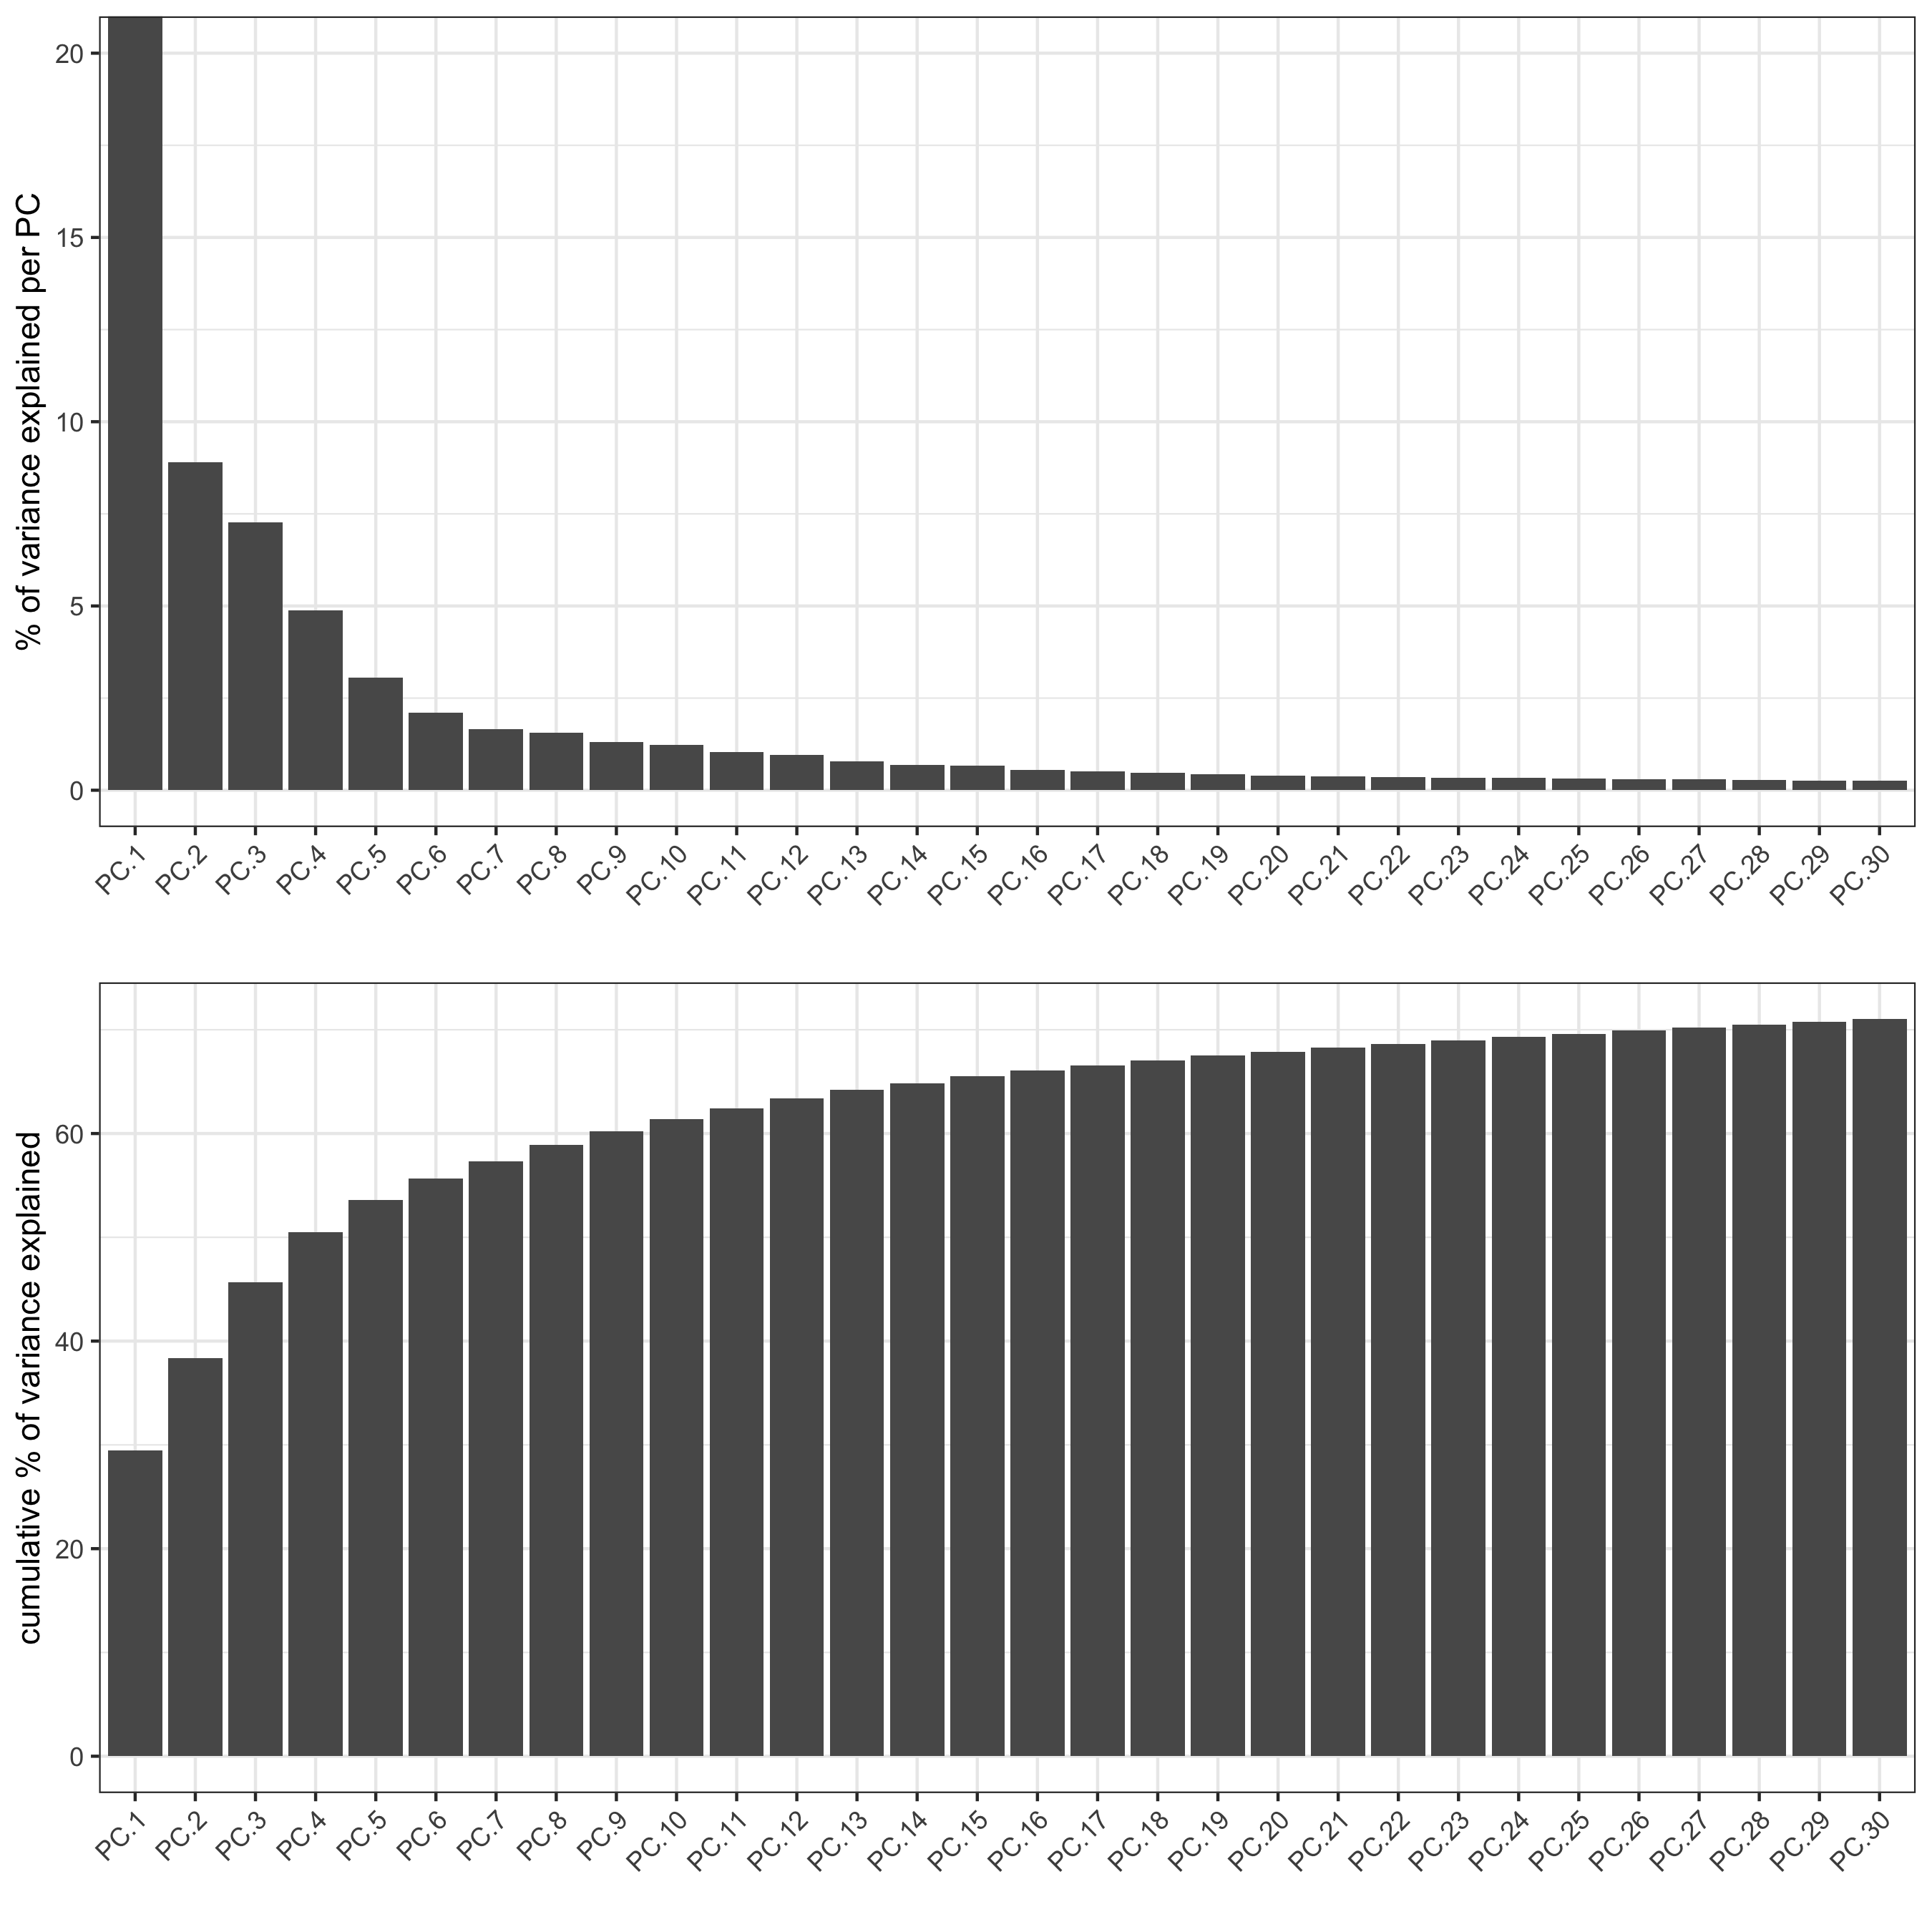 % of variance explained per PC
20
15
10
5
0
PC.1 PC.2 PC.3 PC.4 PC.5 PC.6 PC.7 PC.8 PC.9 PC.10 PC.11 PC.12 PC.13 PC.14 PC.15 PC.16 PC.17 PC.18 PC.19 PC.20 PC.21 PC.22 PC.23 PC.24 PC.25 PC.26 PC.27 PC.28 PC.29 PC.30
cumulative % of variance explained
60
40
20
0
PC.1 PC.2 PC.3 PC.4 PC.5 PC.6 PC.7 PC.8 PC.9 PC.10 PC.11 PC.12 PC.13 PC.14 PC.15 PC.16 PC.17 PC.18 PC.19 PC.20 PC.21 PC.22 PC.23 PC.24 PC.25 PC.26 PC.27 PC.28 PC.29 PC.30